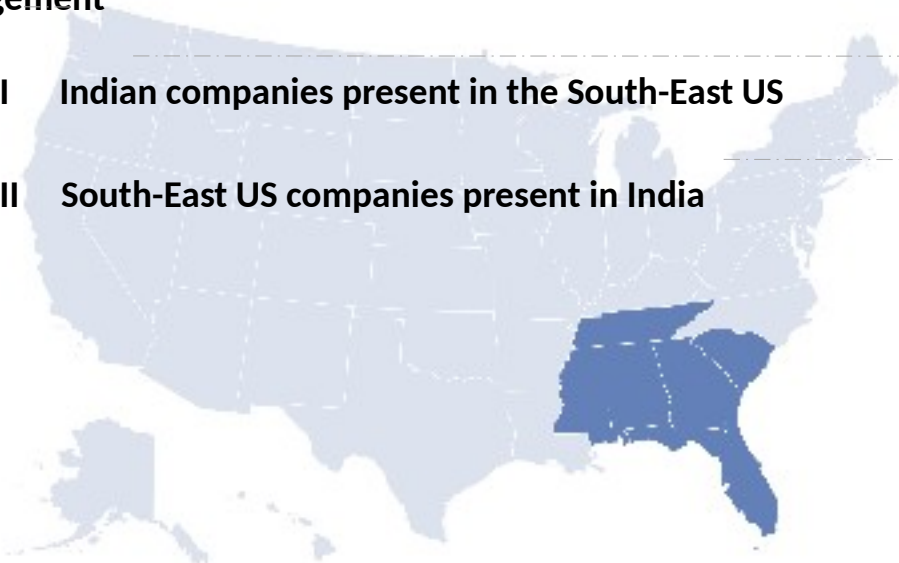 gement
I Indian companies present in the South-East US
II South-East US companies present in India